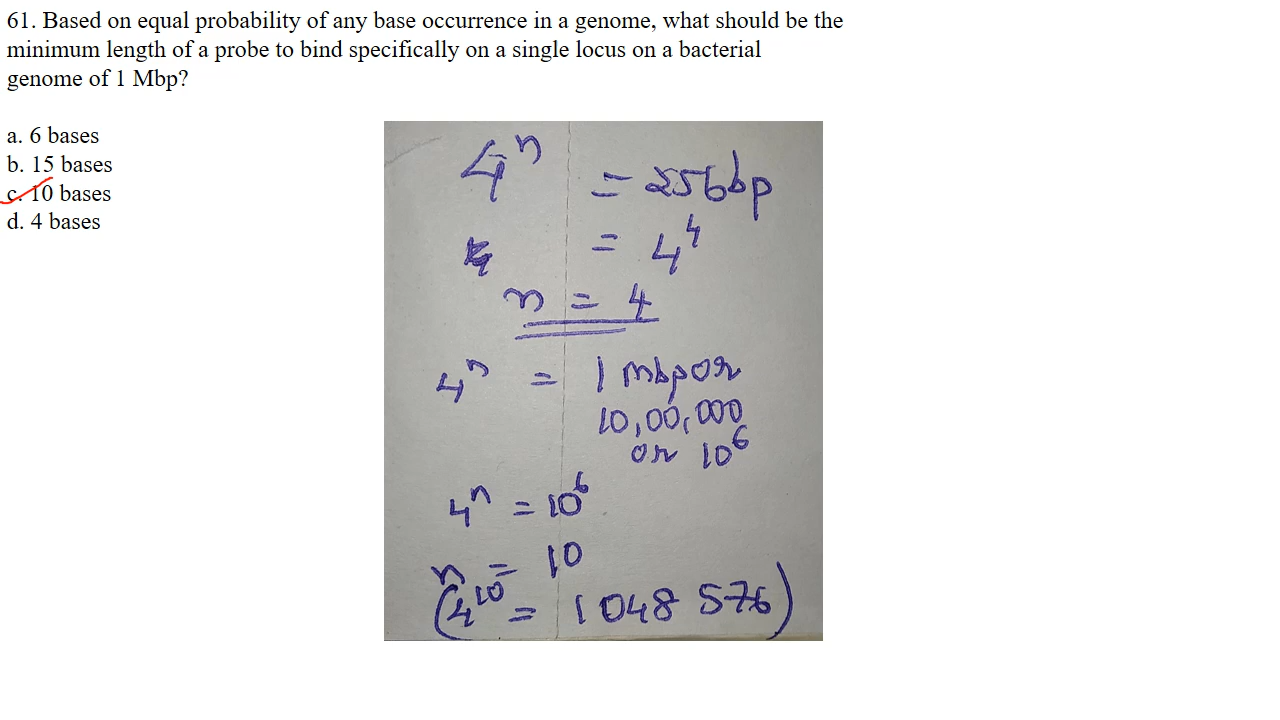 61. Based on equal probability of any base occurrence in a genome, what should be the
minimum length of a probe to bind specifically on a single locus on a bacterial
genome of 1 Mbp?
a. 6 bases
b. 15 bases
c. 10 bases
d. 4 bases
4ⁿ = 256bp
= 4⁴
n = 4
4ⁿ = 1 mbp or
10,00,000
or 10⁶
4ⁿ = 10⁶
n = 10
(4¹⁰ = 1048 576)